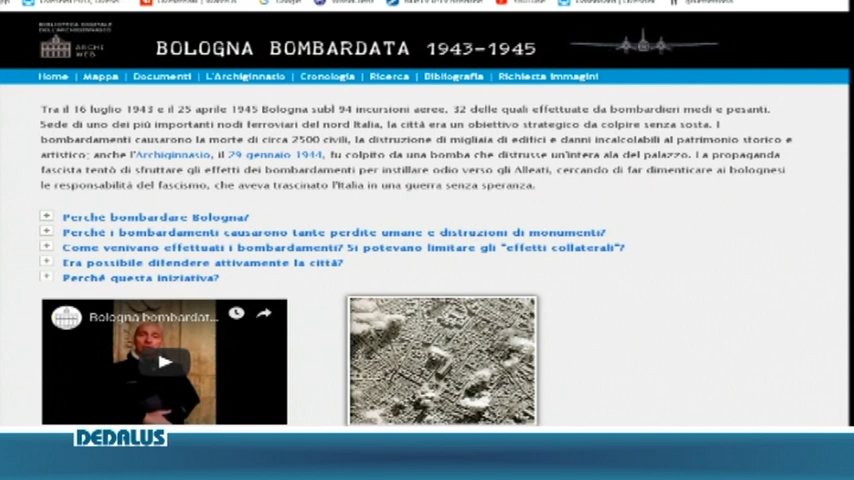 BIBLIOTECA DIGITALE
DELL'ARCHIGINNASIO
ARCHI
WEB
BOLOGNA BOMBARDATA 1943-1945
Home | Mappa | Documenti | L'Archiginnasio | Cronologia | Ricerca | Bibliografia | Richiesta immagini
Tra il 16 luglio 1943 e il 25 aprile 1945 Bologna subì 94 incursioni aeree, 32 delle quali effettuate da bombardieri medi e pesanti.
Sede di uno dei più importanti nodi ferroviari del nord Italia, la città era un obiettivo strategico da colpire senza sosta. I
bombardamenti causarono la morte di circa 2500 civili, la distruzione di migliaia di edifici e danni incalcolabili al patrimonio storico e
artistico; anche l'Archiginnasio, il 29 gennaio 1944, fu colpito da una bomba che distrusse un'intera ala del palazzo. La propaganda
fascista tentò di sfruttare gli effetti dei bombardamenti per instillare odio verso gli Alleati, cercando di far dimenticare ai bolognesi
le responsabilità del fascismo, che aveva trascinato l'Italia in una guerra senza speranza.
Perché bombardare Bologna?
Perché i bombardamenti causarono tante perdite umane e distruzioni di monumenti?
Come venivano effettuati i bombardamenti? Si potevano limitare gli "effetti collaterali"?
Era possibile difendere attivamente la città?
Perché questa iniziativa?
Bologna bombardat...
DEDALUS